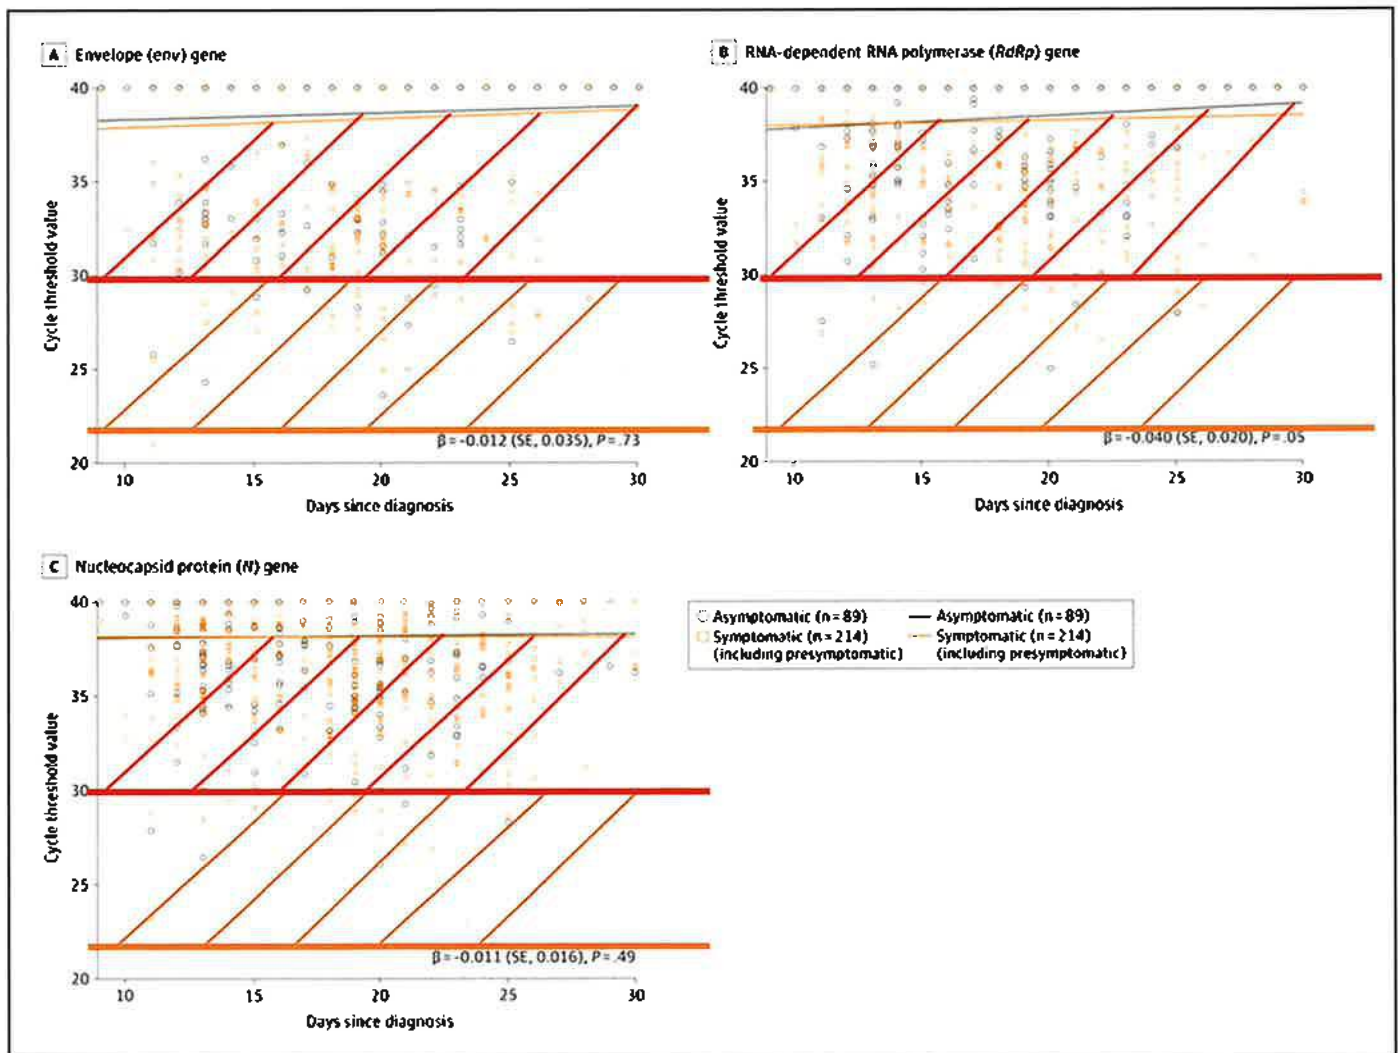 A Envelope (env) gene
40
35
30
25
20
Cycle threshold value
β = -0.012 (SE, 0.035), P = .73
10 15 20 25 30
Days since diagnosis
B RNA-dependent RNA polymerase (RdRp) gene
40
35
30
25
20
Cycle threshold value
β = -0.040 (SE, 0.020), P = .05
10 15 20 25 30
Days since diagnosis
C Nucleocapsid protein (N) gene
40
35
30
25
20
Cycle threshold value
β = -0.011 (SE, 0.016), P = .49
10 15 20 25 30
Days since diagnosis
Asymptomatic (n = 89)
Symptomatic (n = 214)
(including presymptomatic)
Asymptomatic (n = 89)
Symptomatic (n = 214)
(including presymptomatic)